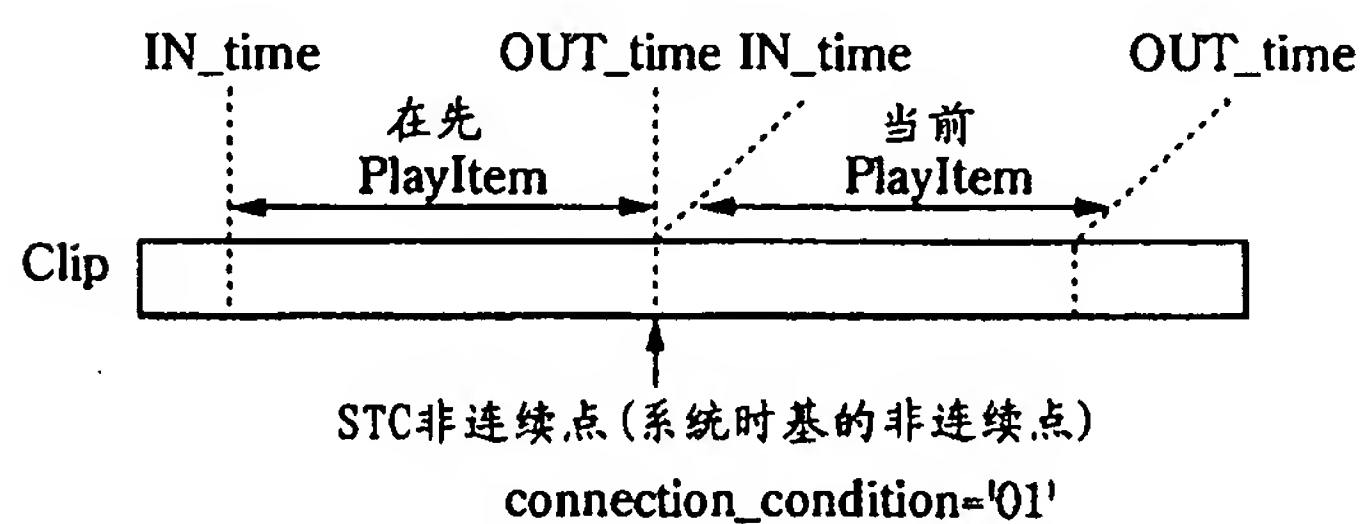 IN_time OUT_time IN_time OUT_time
在先 当前
PlayItem PlayItem
Clip
STC非连续点(系统时基的非连续点)
connection_condition='01'